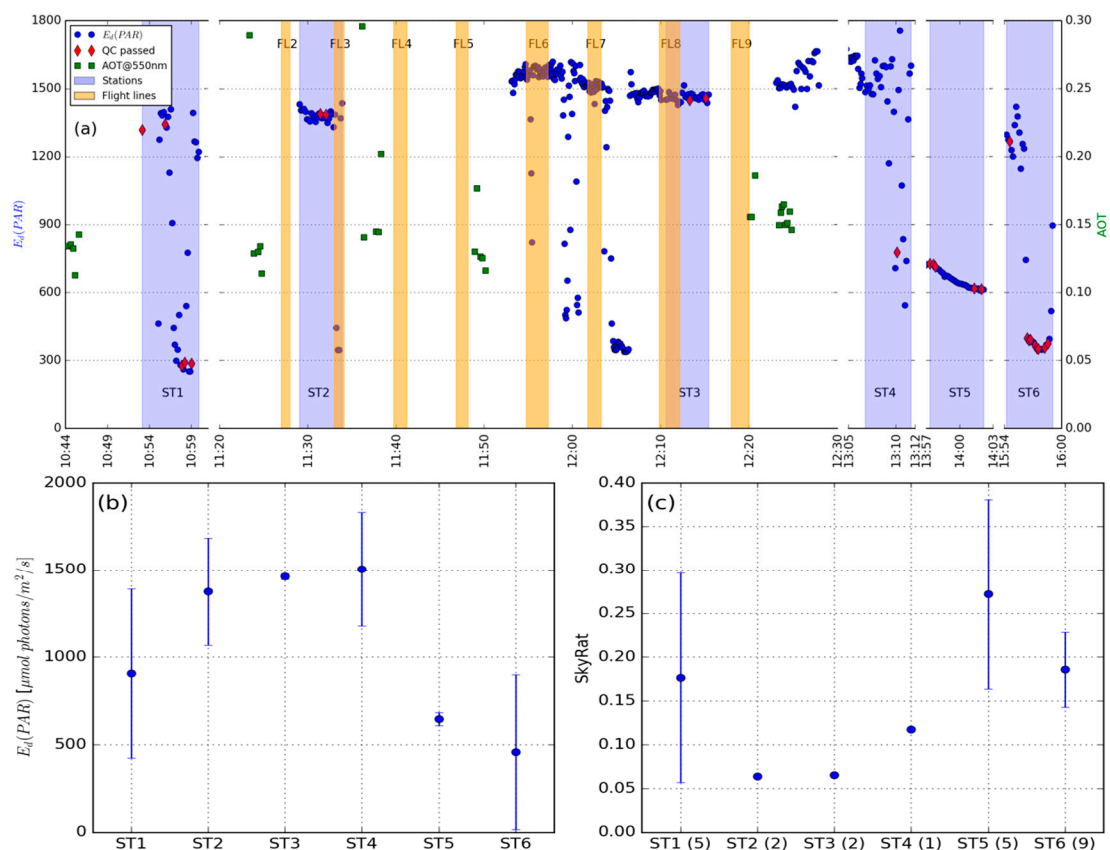 1800
1500
1200
900
600
300
0
E_d(PAR)
E_d(PAR)
QC passed
AOT@550nm
Stations
Flight lines
(a)
FL2
FL3
FL4
FL5
FL6
FL7
FL8
FL9
0.30
0.25
0.20
0.15
0.10
0.05
0.00
AOT
ST1
ST2
ST3
ST4
ST5
ST6
10:44
10:49
10:54
10:59
11:20
11:30
11:40
11:50
12:00
12:10
12:20
12:30
13:05
13:10
13:12
13:57
14:00
14:03
15:54
16:00
(b)
2000
1500
1000
500
0
E_d(PAR) [μmol photons/m²/s]
ST1
ST2
ST3
ST4
ST5
ST6
(c)
0.40
0.35
0.30
0.25
0.20
0.15
0.10
0.05
0.00
SkyRat
ST1 (5)
ST2 (2)
ST3 (2)
ST4 (1)
ST5 (5)
ST6 (9)